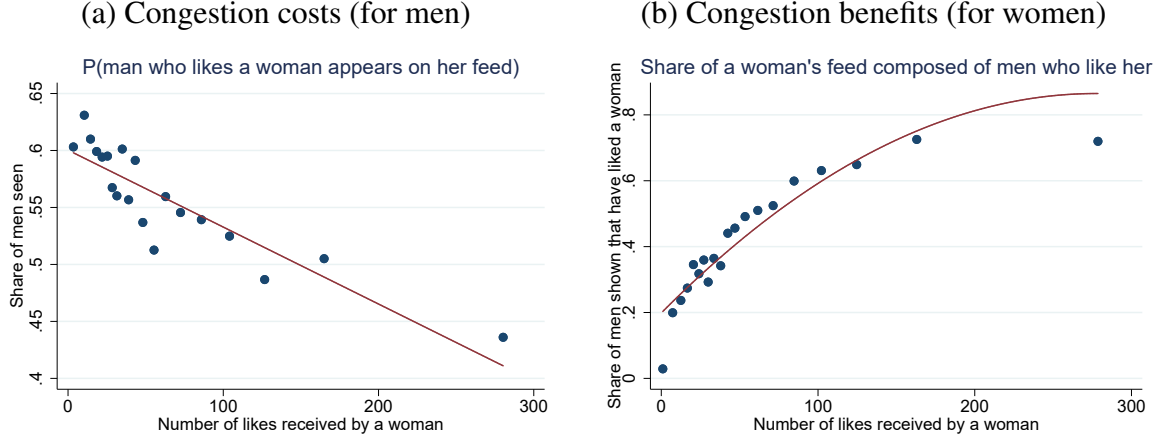 (a) Congestion costs (for men)
P(man who likes a woman appears on her feed)
Share of men seen
.65
.6
.55
.5
.45
.4
0
100
200
300
Number of likes received by a woman
(b) Congestion benefits (for women)
Share of a woman's feed composed of men who like her
Share of men shown that have liked a woman
.8
.6
.4
.2
0
0
100
200
300
Number of likes received by a woman